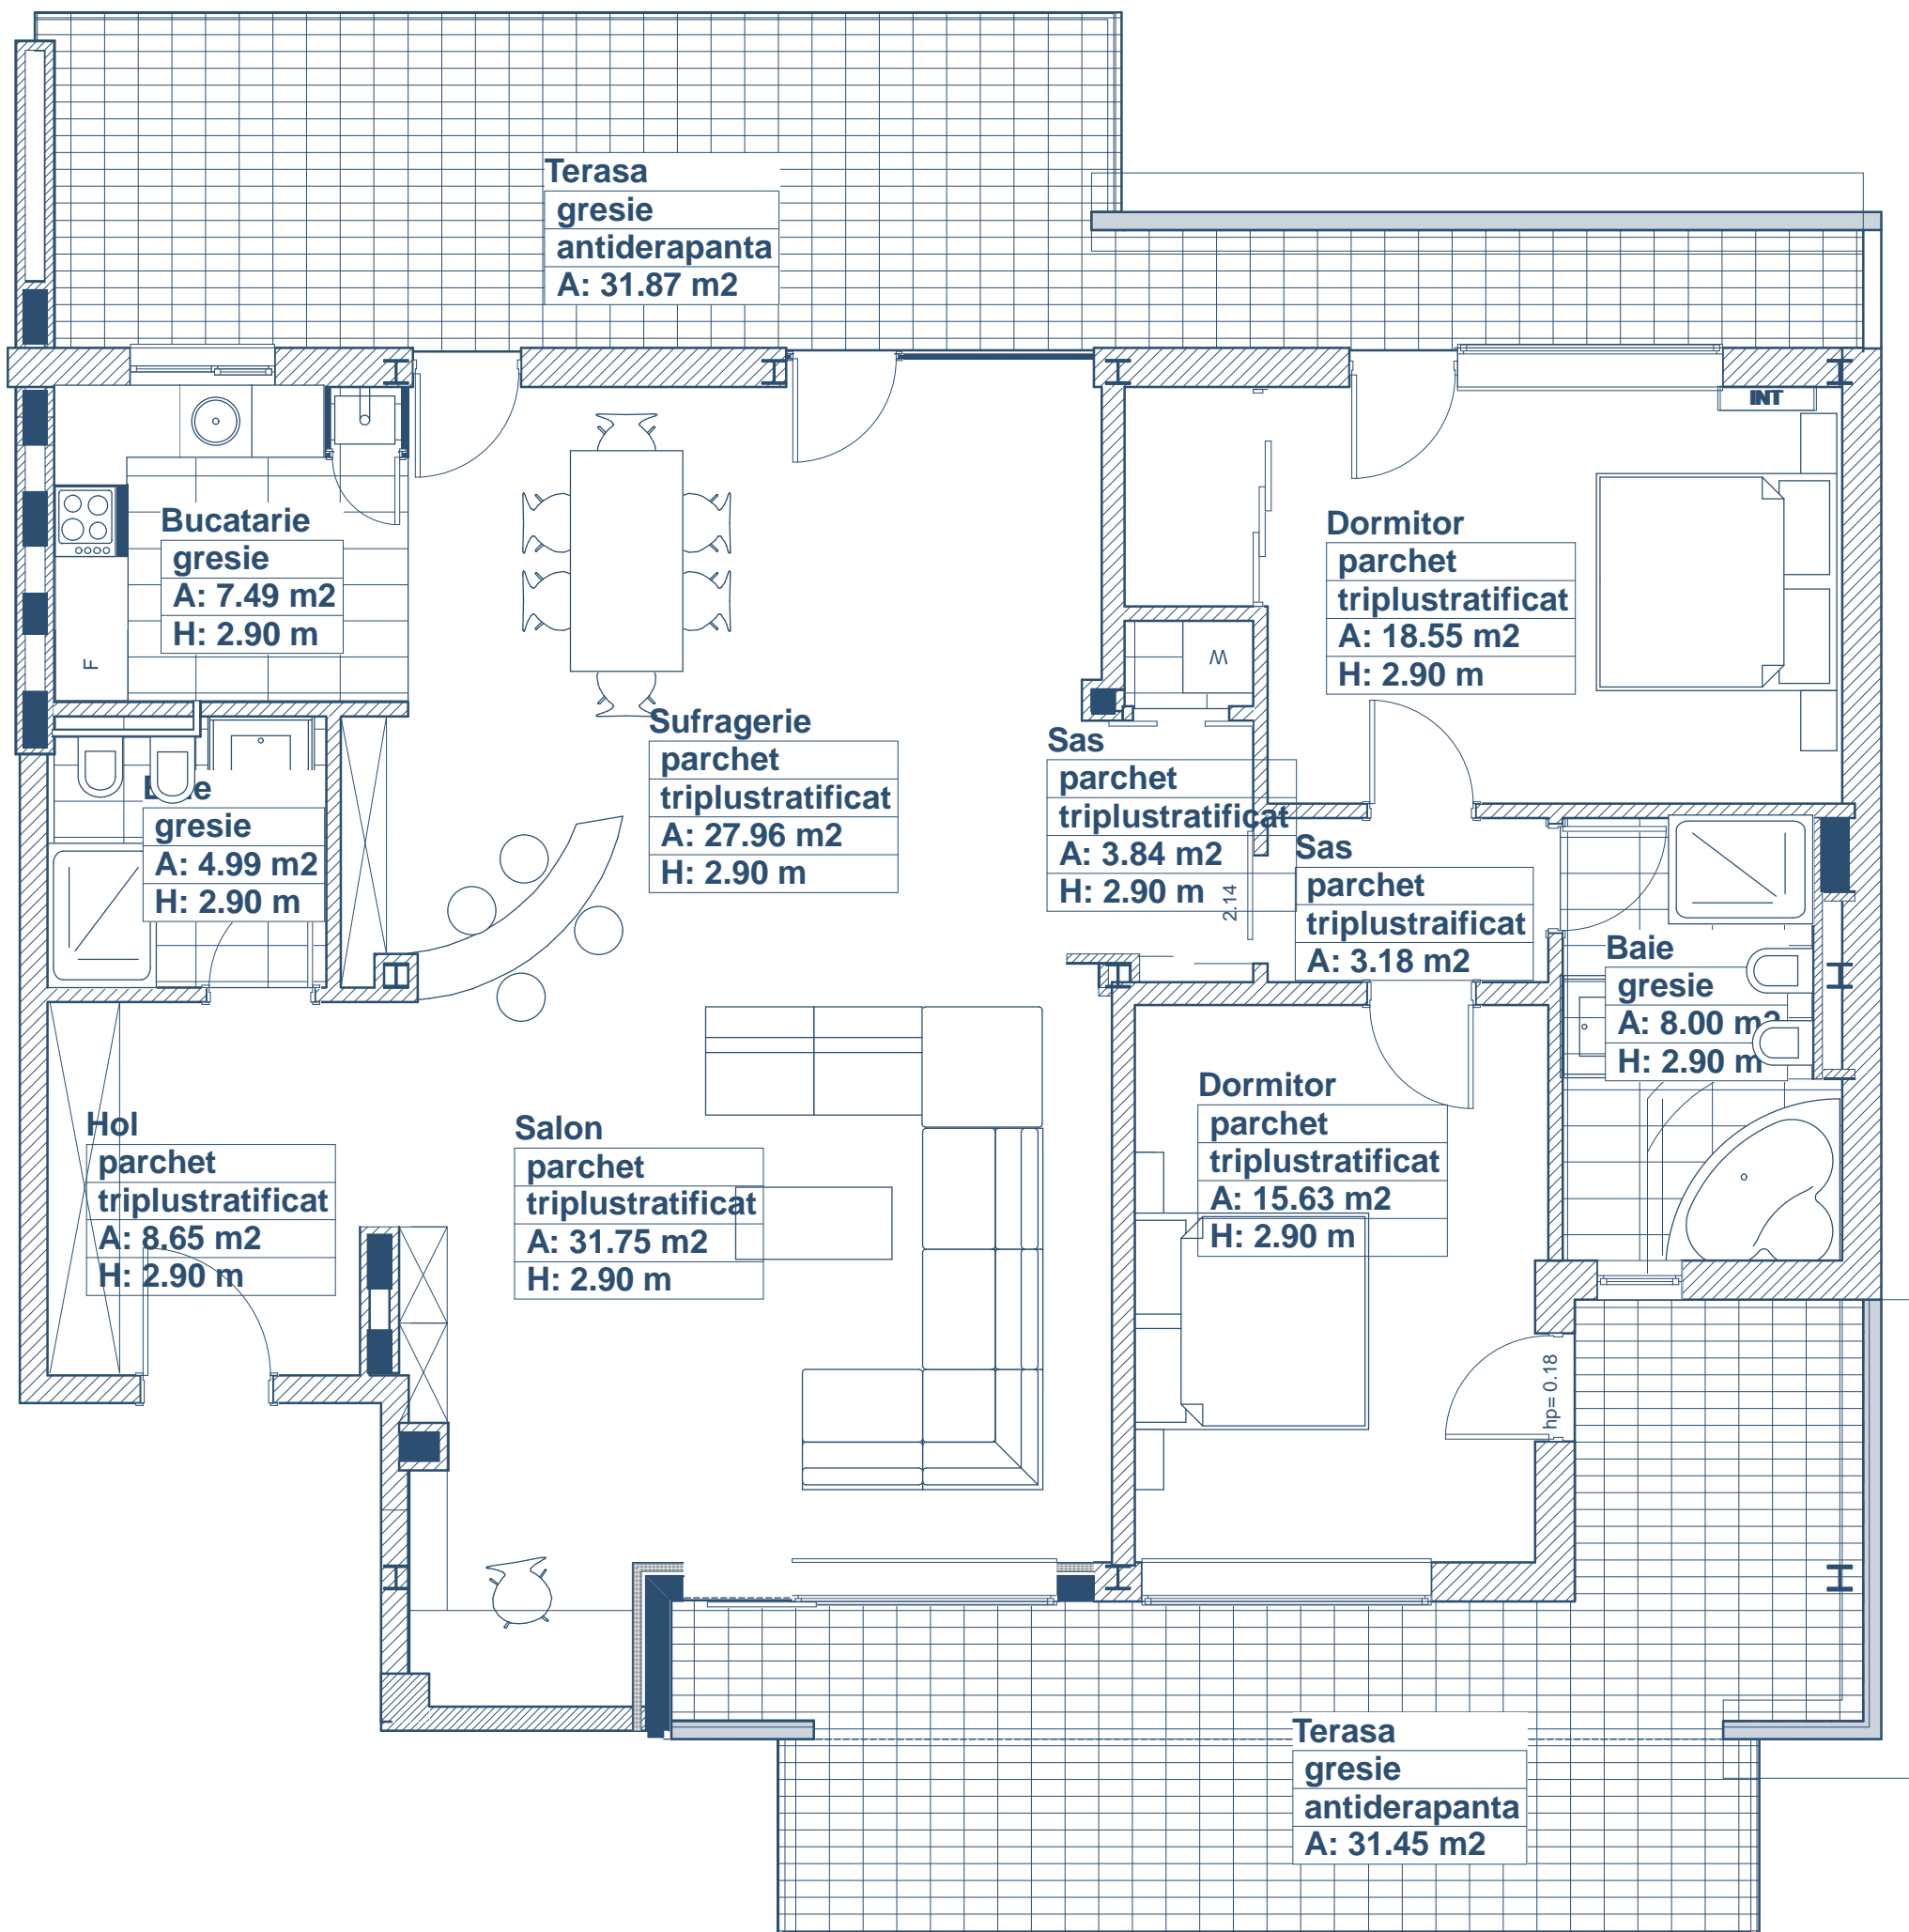 Terasa
gresie
antiderapanta
A: 31.87 m2
INT
Bucatarie
gresie
A: 7.49 m2
H: 2.90 m
F
Dormitor
parchet
triplustratificat
A: 18.55 m2
H: 2.90 m
W
Sufragerie
parchet
triplustratificat
A: 27.96 m2
H: 2.90 m
Sas
parchet
triplustratificat
A: 3.84 m2
H: 2.90 m
2.14
gresie
A: 4.99 m2
H: 2.90 m
Sas
parchet
triplustraificat
A: 3.18 m2
Baie
gresie
A: 8.00 m2
H: 2.90 m
Hol
parchet
triplustratificat
A: 8.65 m2
H: 2.90 m
Salon
parchet
triplustratificat
A: 31.75 m2
H: 2.90 m
Dormitor
parchet
triplustratificat
A: 15.63 m2
H: 2.90 m
hp= 0.18
Terasa
gresie
antiderapanta
A: 31.45 m2